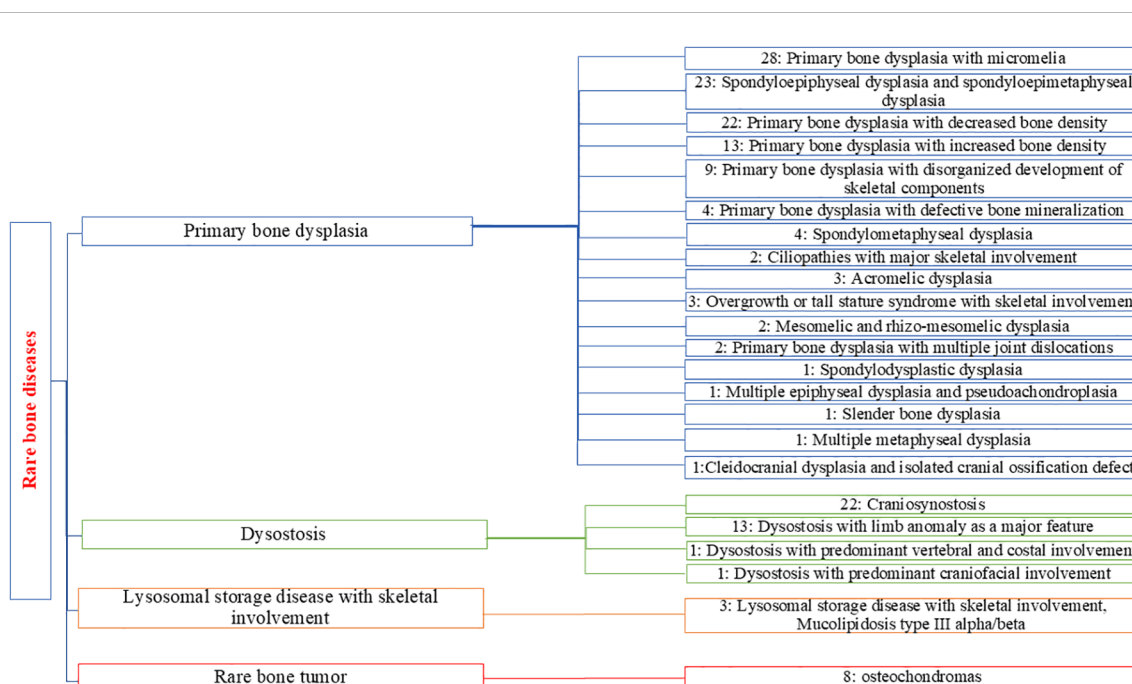 Rare bone diseases
Primary bone dysplasia
28: Primary bone dysplasia with micromelia
23: Spondyloepiphyseal dysplasia and spondyloepimetaphyseal
dysplasia
22: Primary bone dysplasia with decreased bone density
13: Primary bone dysplasia with increased bone density
9: Primary bone dysplasia with disorganized development of
skeletal components
4: Primary bone dysplasia with defective bone mineralization
4: Spondylometaphyseal dysplasia
2: Ciliopathies with major skeletal involvement
3: Acromelic dysplasia
3: Overgrowth or tall stature syndrome with skeletal involvemen
2: Mesomelic and rhizo-mesomelic dysplasia
2: Primary bone dysplasia with multiple joint dislocations
1: Spondylodysplastic dysplasia
1: Multiple epiphyseal dysplasia and pseudoachondroplasia
1: Slender bone dysplasia
1: Multiple metaphyseal dysplasia
1:Cleidocranial dysplasia and isolated cranial ossification defect
Dysostosis
22: Craniosynostosis
13: Dysostosis with limb anomaly as a major feature
1: Dysostosis with predominant vertebral and costal involvemen
1: Dysostosis with predominant craniofacial involvement
Lysosomal storage disease with skeletal
involvement
3: Lysosomal storage disease with skeletal involvement,
Mucolipidosis type III alpha/beta
Rare bone tumor
8: osteochondromas